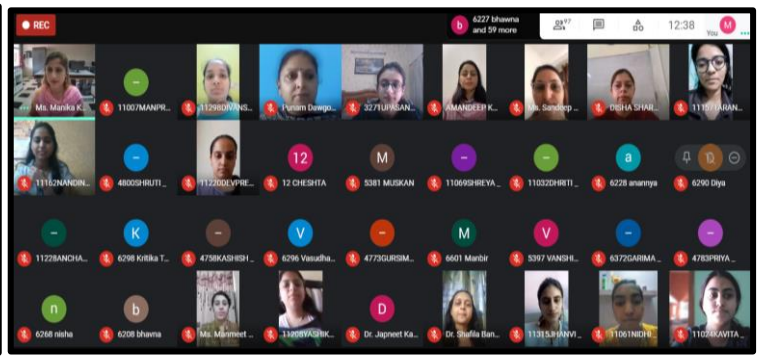 REC
b 6227 bhawna
and 59 more
97
12:38
You M
Ms. Manika K...
11007MANPR...
11298DIVANS...
Punam Dawgo...
3271UPASAN...
AMANDEEP K...
Ms. Sandeep ...
DISHA SHAR...
11157TARAN...
11162NANDIN...
4800SHRUTI _
11220DEVPRE...
12
12 CHESHTA
M
5381 MUSKAN
11069SHREYA _
11032DHRITI _
a
6228 anannya
6290 Diya
11228ANCHA...
K
6298 Kritika T...
4758KASHISH _
V
6296 Vasudha...
4773GURSIM...
M
6601 Manbir
V
5397 VANSHI...
6372GARIMA _
4783PRIYA _
n
6268 nisha
b
6208 bhavna
Ms. Manmeet ...
11208YASHIK...
D
Dr. Japneet Ka...
Dr. Shafila Ban...
11315JHANVI _
11061NIDHI _
11024KAVITA _